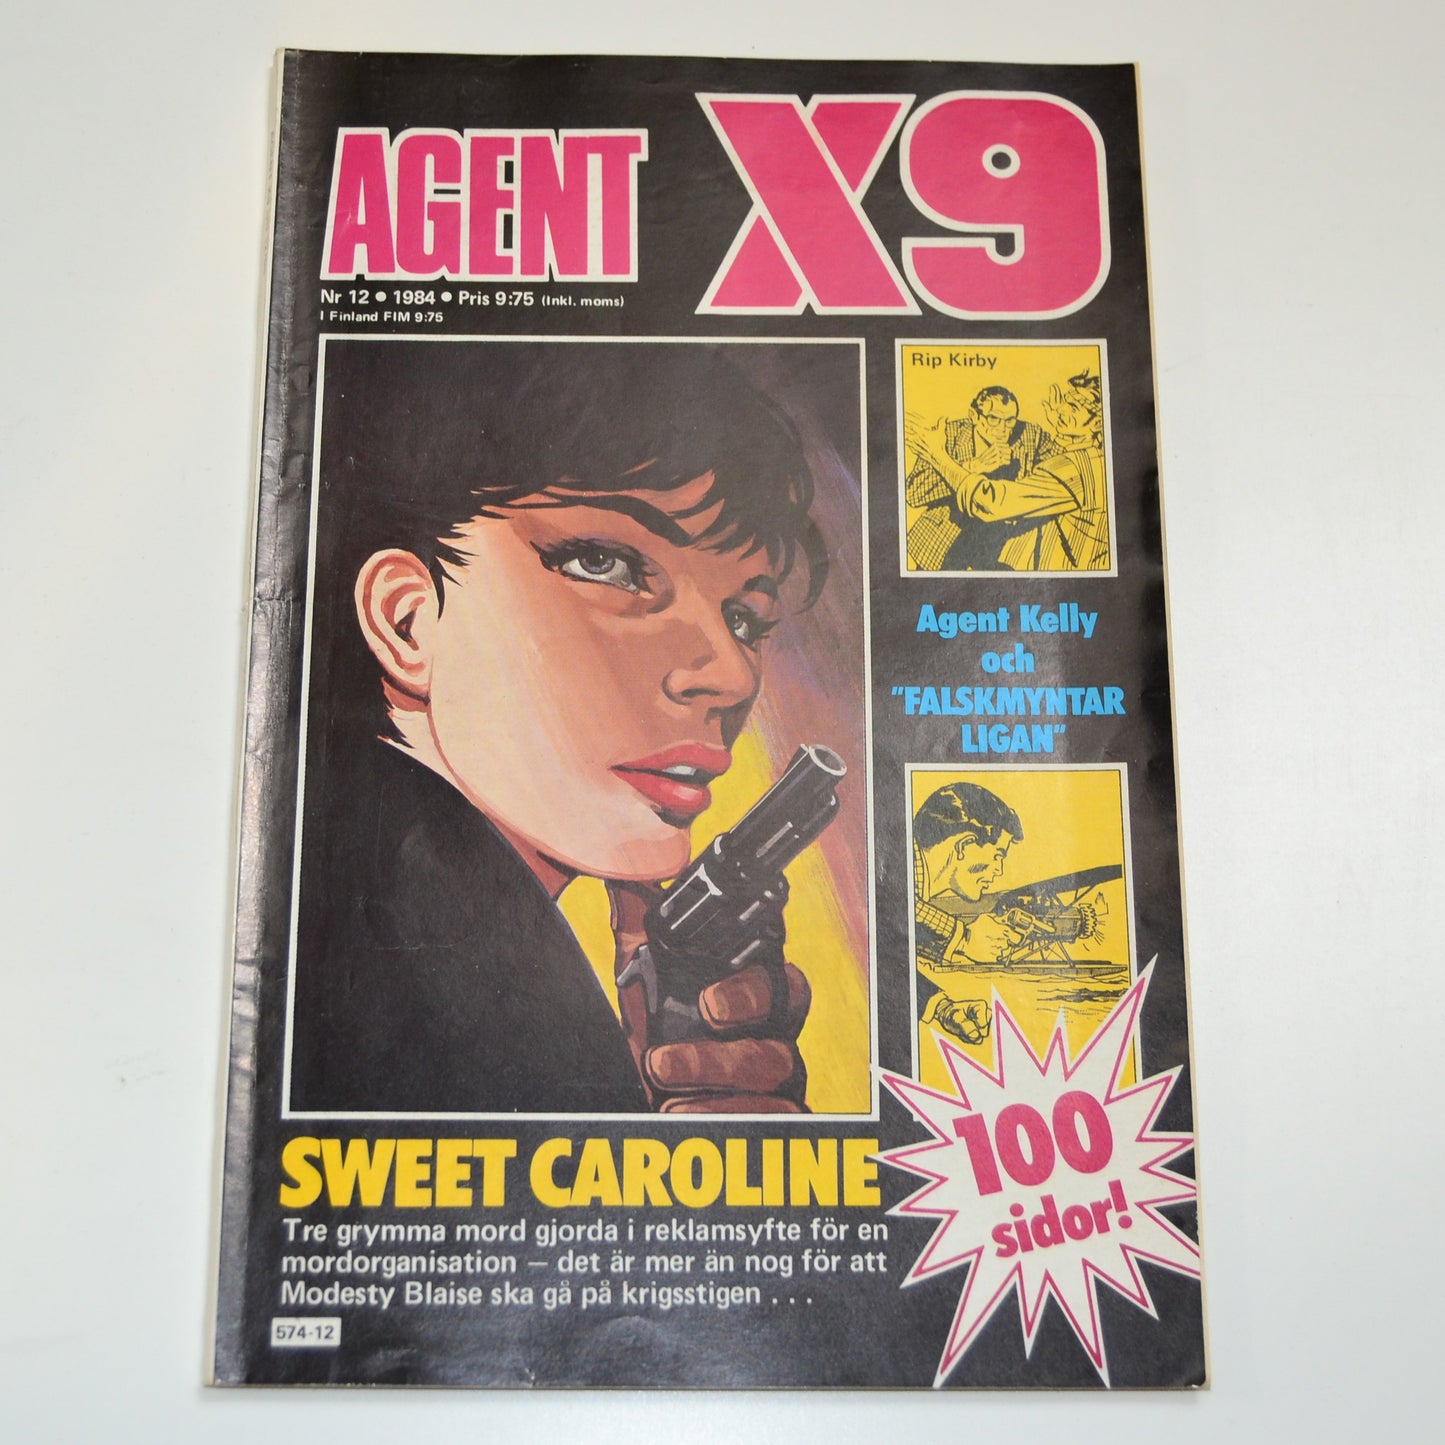 AGENT X9
Nr 12 • 1984 • Pris 9:75 (Inkl. moms)
I Finland FIM 9:75
Rip Kirby
Agent Kelly
och
"FALSKMYNTAR
LIGAN"
SWEET CAROLINE
Tre grymma mord gjorda i reklamsyfte för en
mordorganisation — det är mer än nog för att
Modesty Blaise ska gå på krigsstigen . . .
100
sidor!
574-12